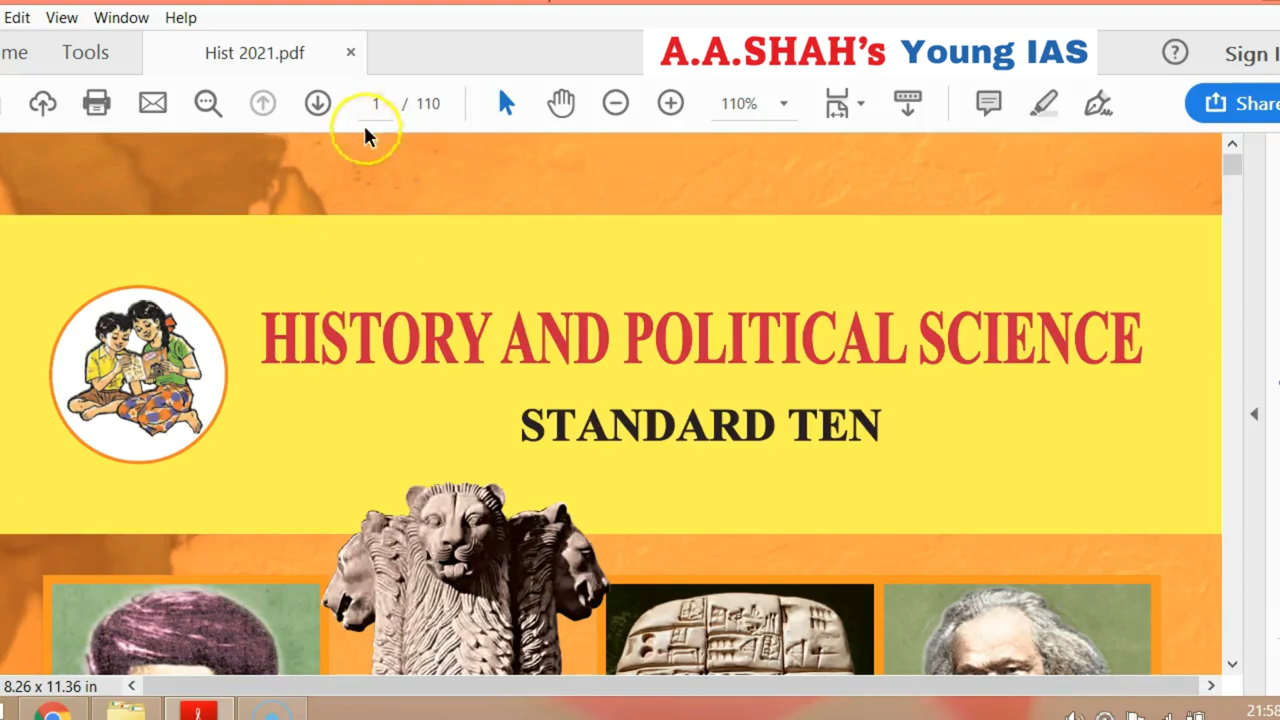 Edit View Window Help
me Tools Hist 2021.pdf × A.A.SHAH's Young IAS ? Sign I
1 / 110 110% Share
HISTORY AND POLITICAL SCIENCE
STANDARD TEN
8.26 x 11.36 in
21:58